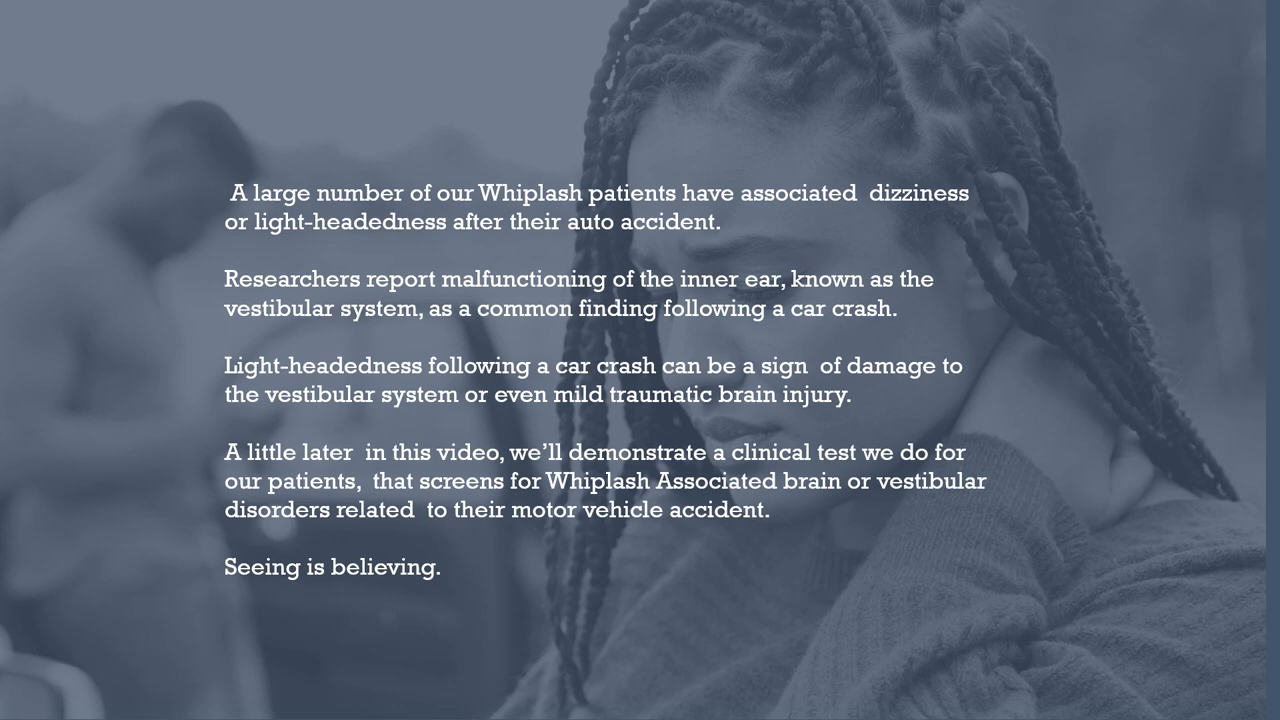 A large number of our Whiplash patients have associated  dizziness
or light-headedness after their auto accident.
Researchers report malfunctioning of the inner ear, known as the
vestibular system, as a common finding following a car crash.
Light-headedness following a car crash can be a sign  of damage to
the vestibular system or even mild traumatic brain injury.
A little later  in this video, we’ll demonstrate a clinical test we do for
our patients,  that screens for Whiplash Associated brain or vestibular
disorders related  to their motor vehicle accident.
Seeing is believing.